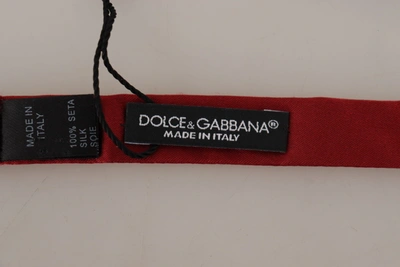 MADE IN
ITALY
100% SETA
SILK
SOIE
DOLCE & GABBANA®
MADE IN ITALY